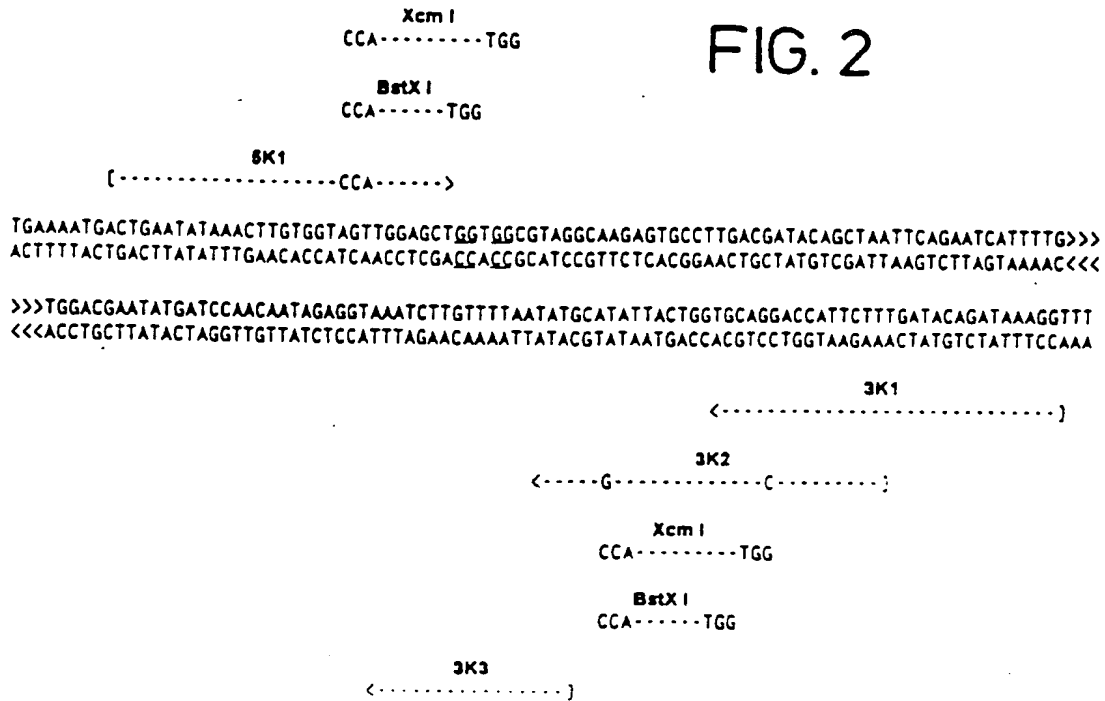 Xcm I
CCA---------TGG
FIG. 2
BstX I
CCA------TGG
5K1
[-------------------CCA------>
TGAAAATGACTGAATATAAACTTGTGGTAGTTGGAGCTGGTGGCGTAGGCAAGAGTGCCTTGACGATACAGCTAATTCAGAATCATTTTG>>>
ACTTTTACTGACTTATATTTGAACACCATCAACCTCGACCACCGCATCCGTTCTCACGGAACTGCTATGTCGATTAAGTCTTAGTAAAAC<<<
>>>TGGACGAATATGATCCAACAATAGAGGTAAATCTTGTTTTAATATGCATATTACTGGTGCAGGACCATTCTTTGATACAGATAAAGGTTT
<<<ACCTGCTTATACTAGGTTGTTATCTCCATTTAGAACAAAATTATACGTATAATGACCACGTCCTGGTAAGAAACTATGTCTATTTCCAAA
3K1
<----------------------------]
3K2
<-----G-------------C---------]
Xcm I
CCA---------TGG
BstX I
CCA------TGG
3K3
<----------------]